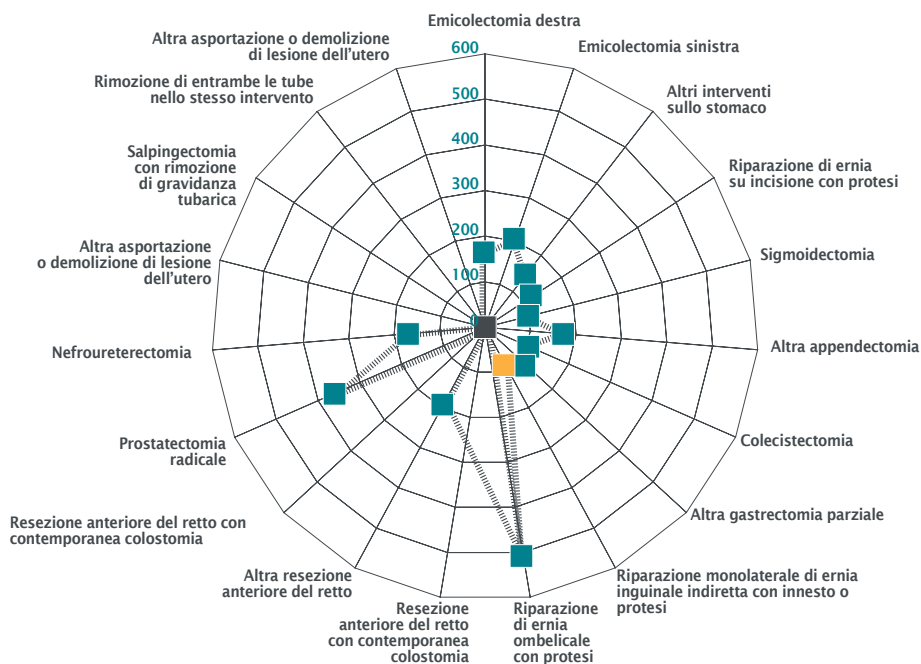 Emicolectomia destra
Emicolectomia sinistra
Altri interventi
sullo stomaco
Riparazione di ernia
su incisione con protesi
Sigmoidectomia
Altra appendectomia
Colecistectomia
Altra gastrectomia parziale
Riparazione monolaterale di ernia
inguinale indiretta con innesto o
protesi
Riparazione
di ernia
ombelicale
con protesi
Resezione
anteriore del retto
con contemporanea
colostomia
Altra resezione
anteriore del retto
Resezione anteriore del retto con
contemporanea colostomia
Prostatectomia
radicale
Nefroureterectomia
Altra asportazione
o demolizione di lesione
dell'utero
Salpingectomia
con rimozione
di gravidanza
tubarica
Rimozione di entrambe le tube
nello stesso intervento
Altra asportazione o demolizione
di lesione dell'utero
600
500
400
300
200
100
0